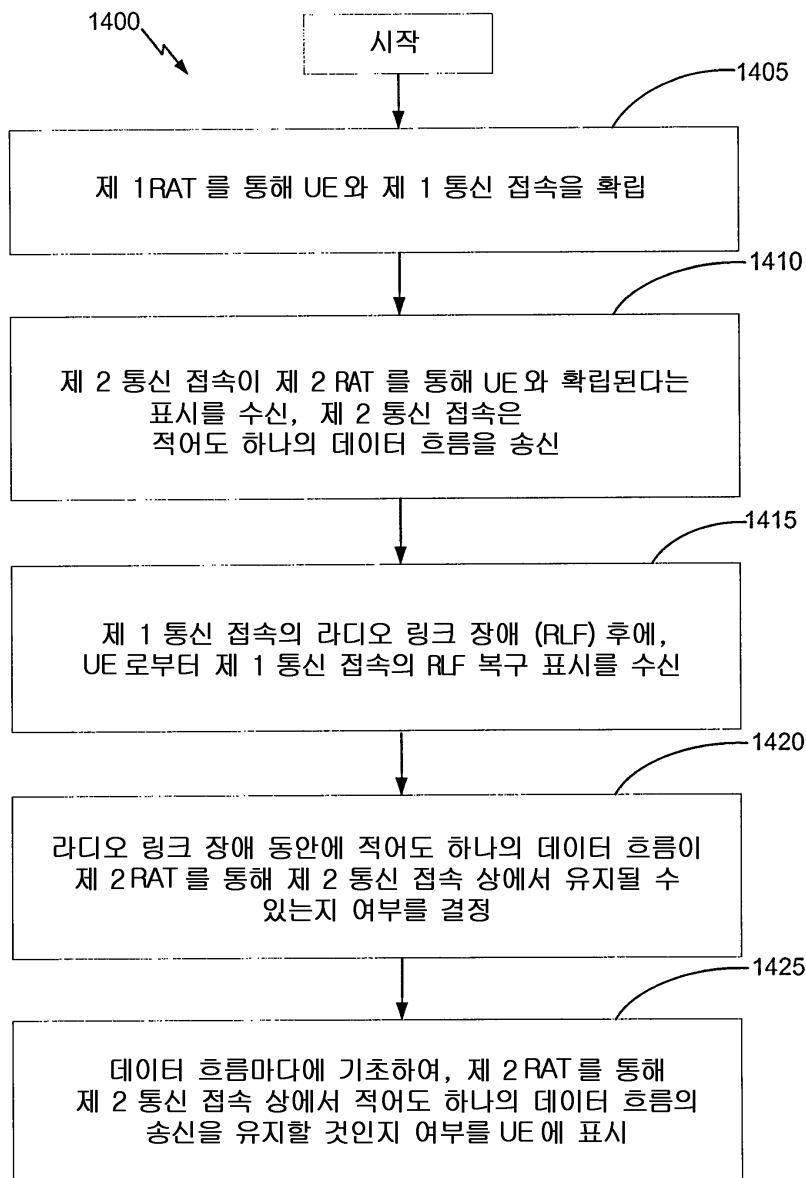 1400
시작
1405
제 1 RAT 를 통해 UE 와 제 1 통신 접속을 확립
1410
제 2 통신 접속이 제 2 RAT 를 통해 UE 와 확립된다는
표시를 수신, 제 2 통신 접속은
적어도 하나의 데이터 흐름을 송신
1415
제 1 통신 접속의 라디오 링크 장애 (RLF) 후에,
UE 로부터 제 1 통신 접속의 RLF 복구 표시를 수신
1420
라디오 링크 장애 동안에 적어도 하나의 데이터 흐름이
제 2 RAT 를 통해 제 2 통신 접속 상에서 유지될 수
있는지 여부를 결정
1425
데이터 흐름마다에 기초하여, 제 2 RAT 를 통해
제 2 통신 접속 상에서 적어도 하나의 데이터 흐름의
송신을 유지할 것인지 여부를 UE 에 표시